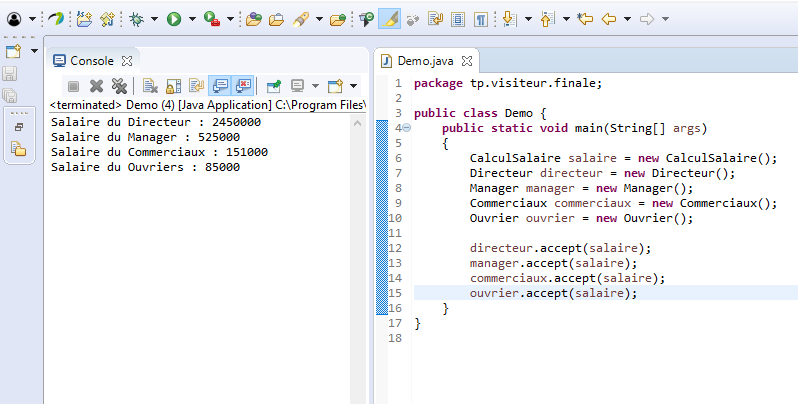 Console
<terminated> Demo (4) [Java Application] C:\Program Files\
Salaire du Directeur : 2450000
Salaire du Manager : 525000
Salaire du Commerciaux : 151000
Salaire du Ouvriers : 85000
Demo.java
1 package tp.visiteur.finale;
2
3 public class Demo {
4 public static void main(String[] args)
5 {
6 CalculSalaire salaire = new CalculSalaire();
7 Directeur directeur = new Directeur();
8 Manager manager = new Manager();
9 Commerciaux commerciaux = new Commerciaux();
10 Ouvrier ouvrier = new Ouvrier();
11
12 directeur.accept(salaire);
13 manager.accept(salaire);
14 commerciaux.accept(salaire);
15 ouvrier.accept(salaire);
16 }
17 }
18